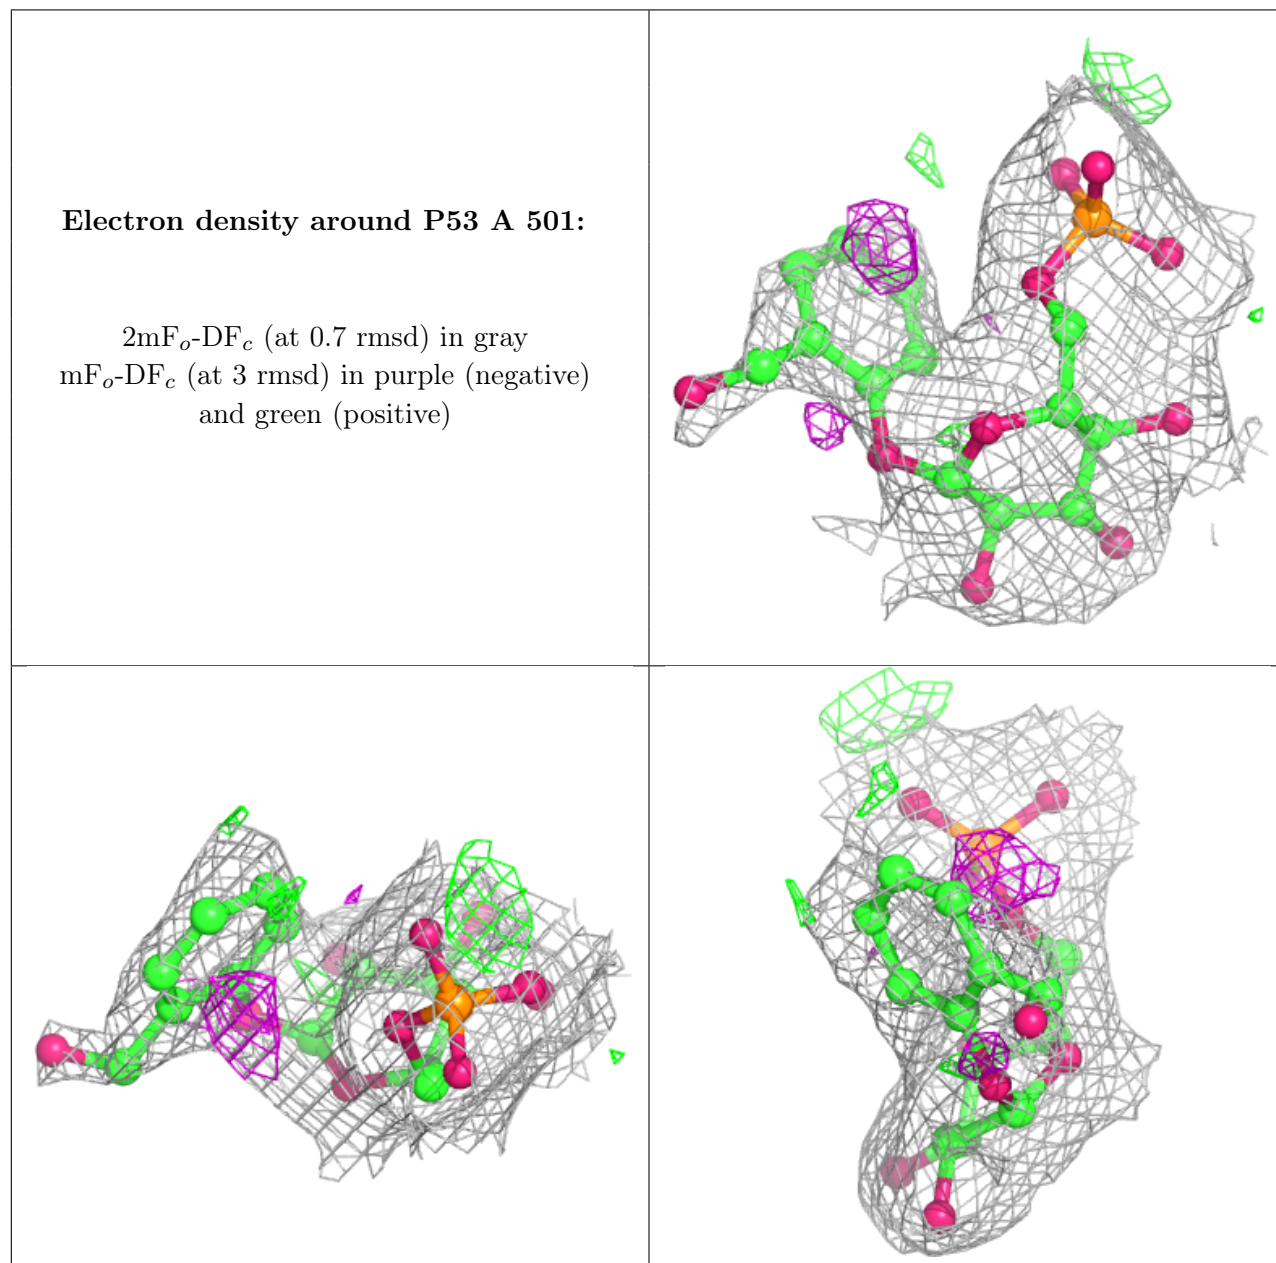 Electron density around P53 A 501:
2mFo-DFc (at 0.7 rmsd) in gray
mFo-DFc (at 3 rmsd) in purple (negative)
and green (positive)